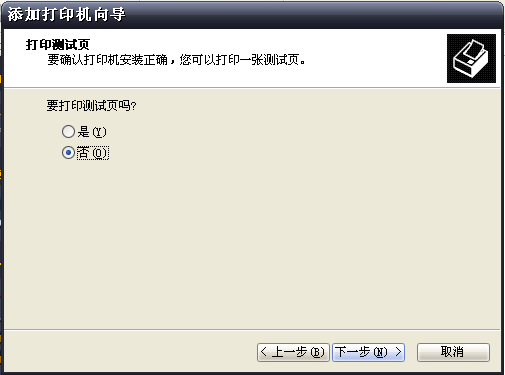 添加打印机向导
打印测试页
要确认打印机安装正确，您可以打印一张测试页。
要打印测试页吗?
是(Y)
否(O)
< 上一步(B) 下一步(N) > 取消